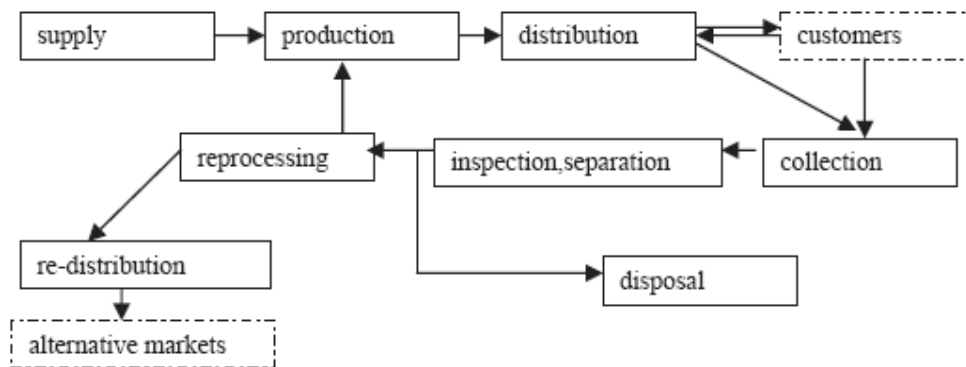 supply
production
distribution
customers
reprocessing
inspection,separation
collection
re-distribution
disposal
alternative markets